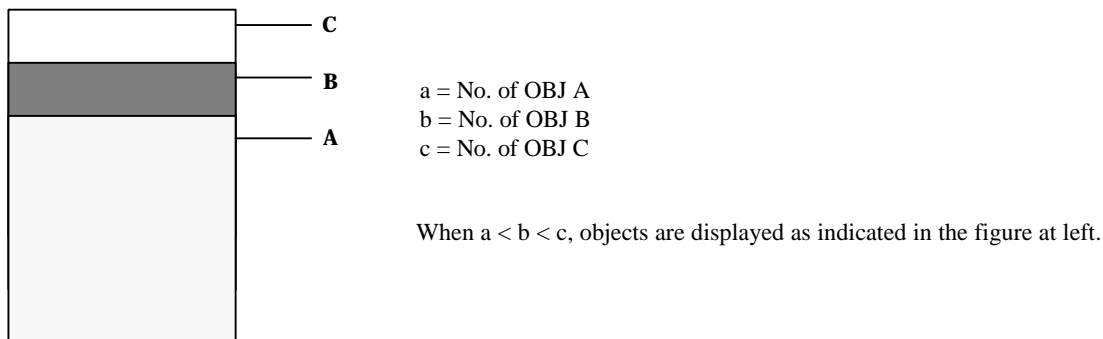 C
B
A
a = No. of OBJ A
b = No. of OBJ B
c = No. of OBJ C
When a < b < c, objects are displayed as indicated in the figure at left.